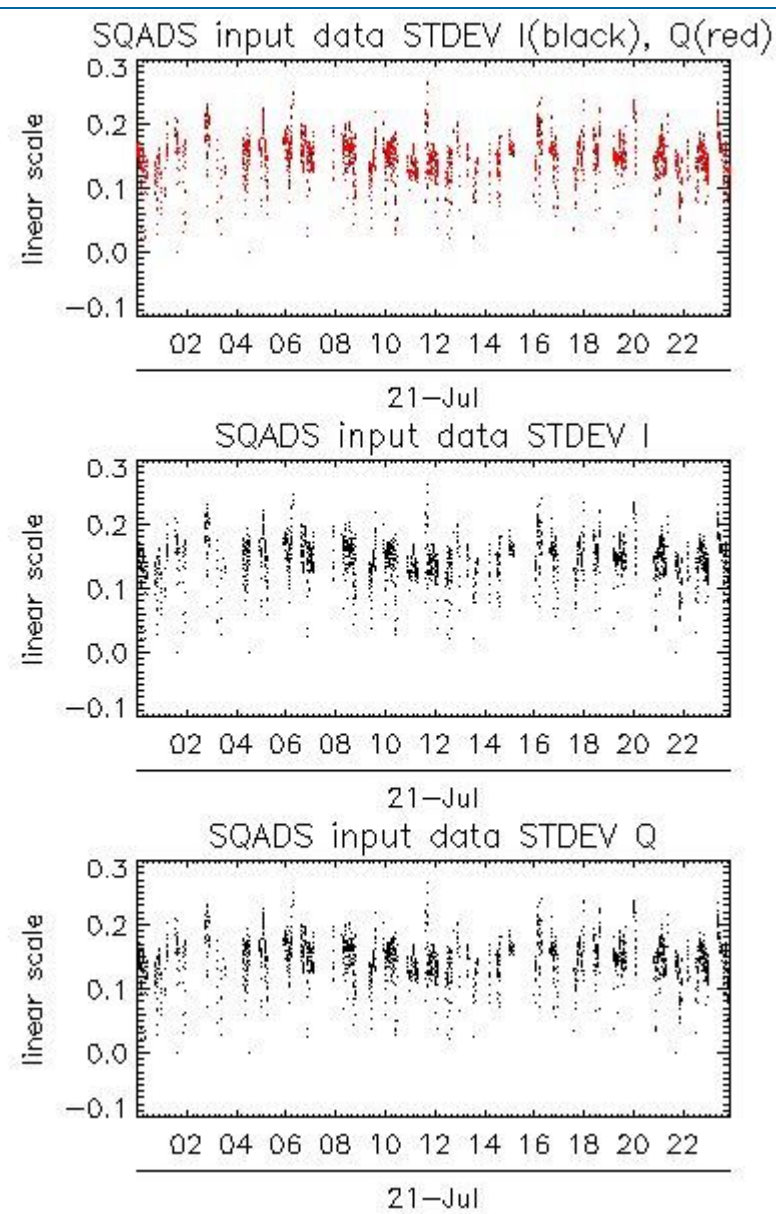 SQADS input data STDEV I(black), Q(red)
0.3
0.2
0.1
0.0
−0.1
linear scale
02 04 06 08 10 12 14 16 18 20 22
21−Jul
SQADS input data STDEV I
0.3
0.2
0.1
0.0
−0.1
linear scale
02 04 06 08 10 12 14 16 18 20 22
21−Jul
SQADS input data STDEV Q
0.3
0.2
0.1
0.0
−0.1
linear scale
02 04 06 08 10 12 14 16 18 20 22
21−Jul